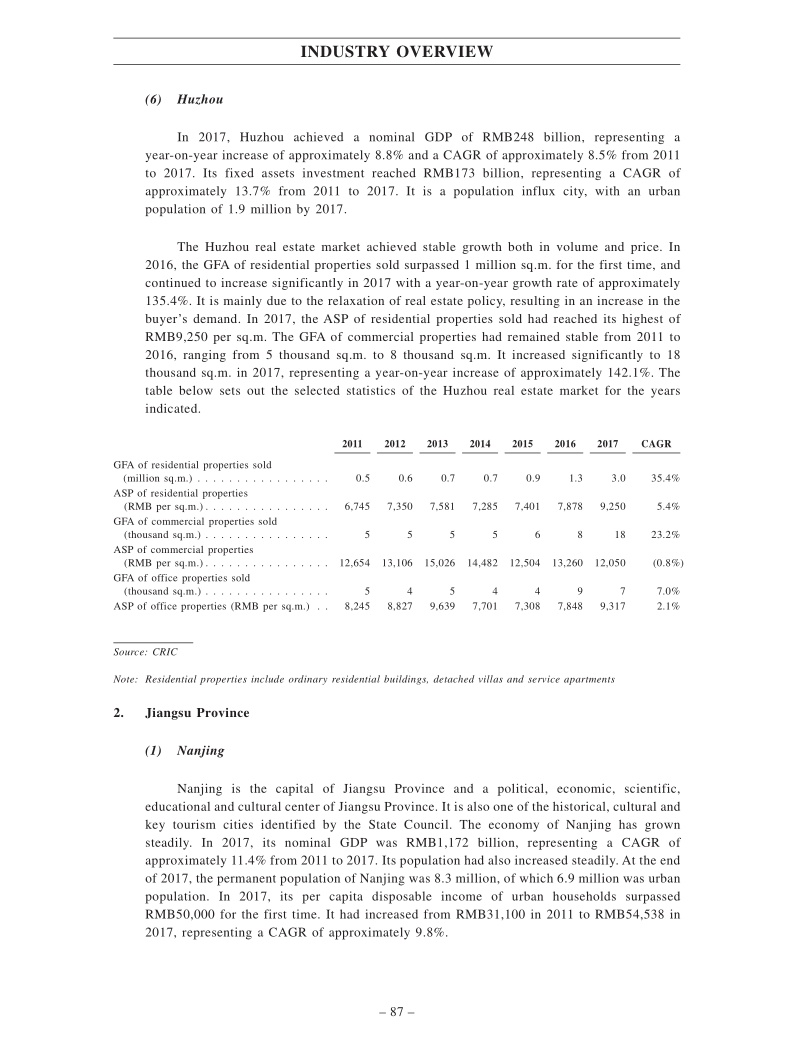 INDUSTRY OVERVIEW
(6) Huzhou
In 2017, Huzhou achieved a nominal GDP of RMB248 billion, representing a
year-on-year increase of approximately 8.8% and a CAGR of approximately 8.5% from 2011
to 2017. Its fixed assets investment reached RMB173 billion, representing a CAGR of
approximately 13.7% from 2011 to 2017. It is a population influx city, with an urban
population of 1.9 million by 2017.
The Huzhou real estate market achieved stable growth both in volume and price. In
2016, the GFA of residential properties sold surpassed 1 million sq.m. for the first time, and
continued to increase significantly in 2017 with a year-on-year growth rate of approximately
135.4%. It is mainly due to the relaxation of real estate policy, resulting in an increase in the
buyer's demand. In 2017, the ASP of residential properties sold had reached its highest of
RMB9,250 per sq.m. The GFA of commercial properties had remained stable from 2011 to
2016, ranging from 5 thousand sq.m. to 8 thousand sq.m. It increased significantly to 18
thousand sq.m. in 2017, representing a year-on-year increase of approximately 142.1%. The
table below sets out the selected statistics of the Huzhou real estate market for the years
indicated.
2011 2012 2013 2014 2015 2016 2017 CAGR
GFA of residential properties sold
(million sq.m.) . . . . . . . . . . . . . . . . . 0.5 0.6 0.7 0.7 0.9 1.3 3.0 35.4%
ASP of residential properties
(RMB per sq.m.) . . . . . . . . . . . . . . . . 6,745 7,350 7,581 7,285 7,401 7,878 9,250 5.4%
GFA of commercial properties sold
(thousand sq.m.) . . . . . . . . . . . . . . . . 5 5 5 5 6 8 18 23.2%
ASP of commercial properties
(RMB per sq.m.) . . . . . . . . . . . . . . . . 12,654 13,106 15,026 14,482 12,504 13,260 12,050 (0.8%)
GFA of office properties sold
(thousand sq.m.) . . . . . . . . . . . . . . . . 5 4 5 4 4 9 7 7.0%
ASP of office properties (RMB per sq.m.) . . 8,245 8,827 9,639 7,701 7,308 7,848 9,317 2.1%
Source: CRIC
Note: Residential properties include ordinary residential buildings, detached villas and service apartments
2. Jiangsu Province
(1) Nanjing
Nanjing is the capital of Jiangsu Province and a political, economic, scientific,
educational and cultural center of Jiangsu Province. It is also one of the historical, cultural and
key tourism cities identified by the State Council. The economy of Nanjing has grown
steadily. In 2017, its nominal GDP was RMB1,172 billion, representing a CAGR of
approximately 11.4% from 2011 to 2017. Its population had also increased steadily. At the end
of 2017, the permanent population of Nanjing was 8.3 million, of which 6.9 million was urban
population. In 2017, its per capita disposable income of urban households surpassed
RMB50,000 for the first time. It had increased from RMB31,100 in 2011 to RMB54,538 in
2017, representing a CAGR of approximately 9.8%.
– 87 –